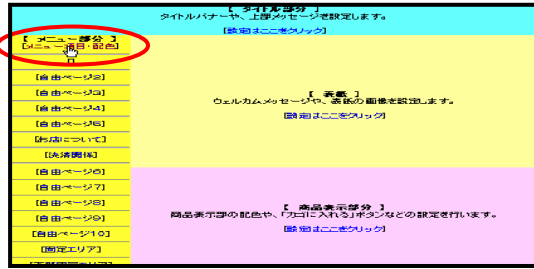 【 タイトル部分 】
タイトルバナーや、上部メッセージを設定します。
[設定はここをクリック]
【 メニュー部分 】
[メニュー項目・配色]
[自由ページ2]
[自由ページ3]
[自由ページ4]
[自由ページ5]
[お店について]
[決済関係]
[自由ページ6]
[自由ページ7]
[自由ページ8]
[自由ページ9]
[自由ページ10]
[固定エリア]
【 表紙 】
ウェルカムメッセージや、表紙の画像を設定します。
[設定はここをクリック]
【 商品表示部分 】
商品表示部の配色や、「カゴに入れる」ボタンなどの設定を行います。
[設定はここをクリック]